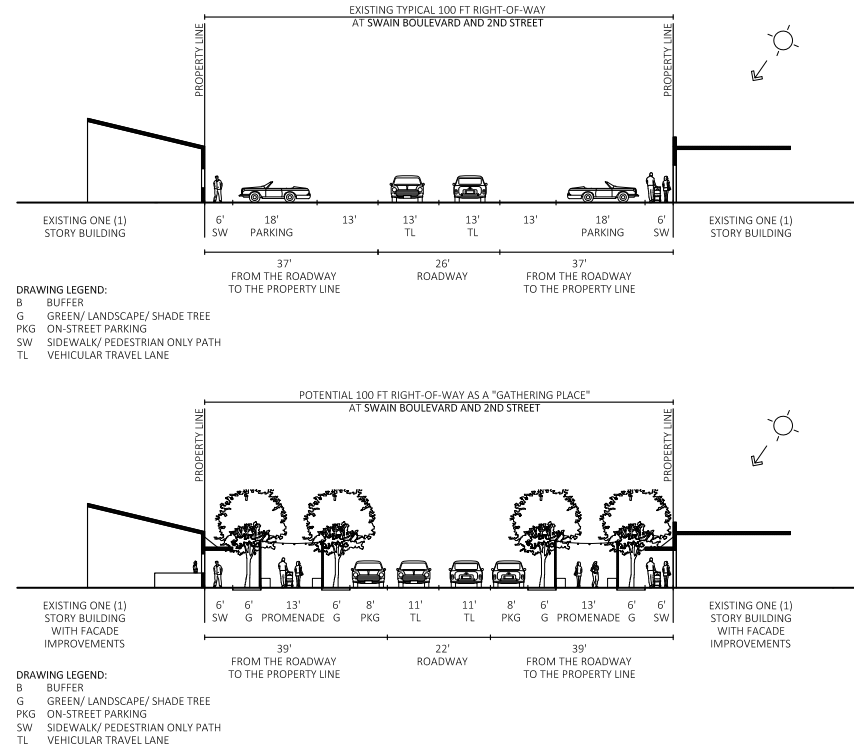 EXISTING TYPICAL 100 FT RIGHT-OF-WAY
AT SWAIN BOULEVARD AND 2ND STREET
PROPERTY LINE
PROPERTY LINE
EXISTING ONE (1)
STORY BUILDING
6'
SW
18'
PARKING
13'
13'
TL
13'
TL
13'
18'
PARKING
6'
SW
EXISTING ONE (1)
STORY BUILDING
37'
FROM THE ROADWAY
TO THE PROPERTY LINE
26'
ROADWAY
37'
FROM THE ROADWAY
TO THE PROPERTY LINE
DRAWING LEGEND:
B BUFFER
G GREEN/ LANDSCAPE/ SHADE TREE
PKG ON-STREET PARKING
SW SIDEWALK/ PEDESTRIAN ONLY PATH
TL VEHICULAR TRAVEL LANE
POTENTIAL 100 FT RIGHT-OF-WAY AS A "GATHERING PLACE"
AT SWAIN BOULEVARD AND 2ND STREET
PROPERTY LINE
PROPERTY LINE
EXISTING ONE (1)
STORY BUILDING
WITH FACADE
IMPROVEMENTS
6'
SW
6'
G
13'
PROMENADE
6'
G
8'
PKG
11'
TL
11'
TL
8'
PKG
6'
G
13'
PROMENADE
6'
G
6'
SW
EXISTING ONE (1)
STORY BUILDING
WITH FACADE
IMPROVEMENTS
39'
FROM THE ROADWAY
TO THE PROPERTY LINE
22'
ROADWAY
39'
FROM THE ROADWAY
TO THE PROPERTY LINE
DRAWING LEGEND:
B BUFFER
G GREEN/ LANDSCAPE/ SHADE TREE
PKG ON-STREET PARKING
SW SIDEWALK/ PEDESTRIAN ONLY PATH
TL VEHICULAR TRAVEL LANE